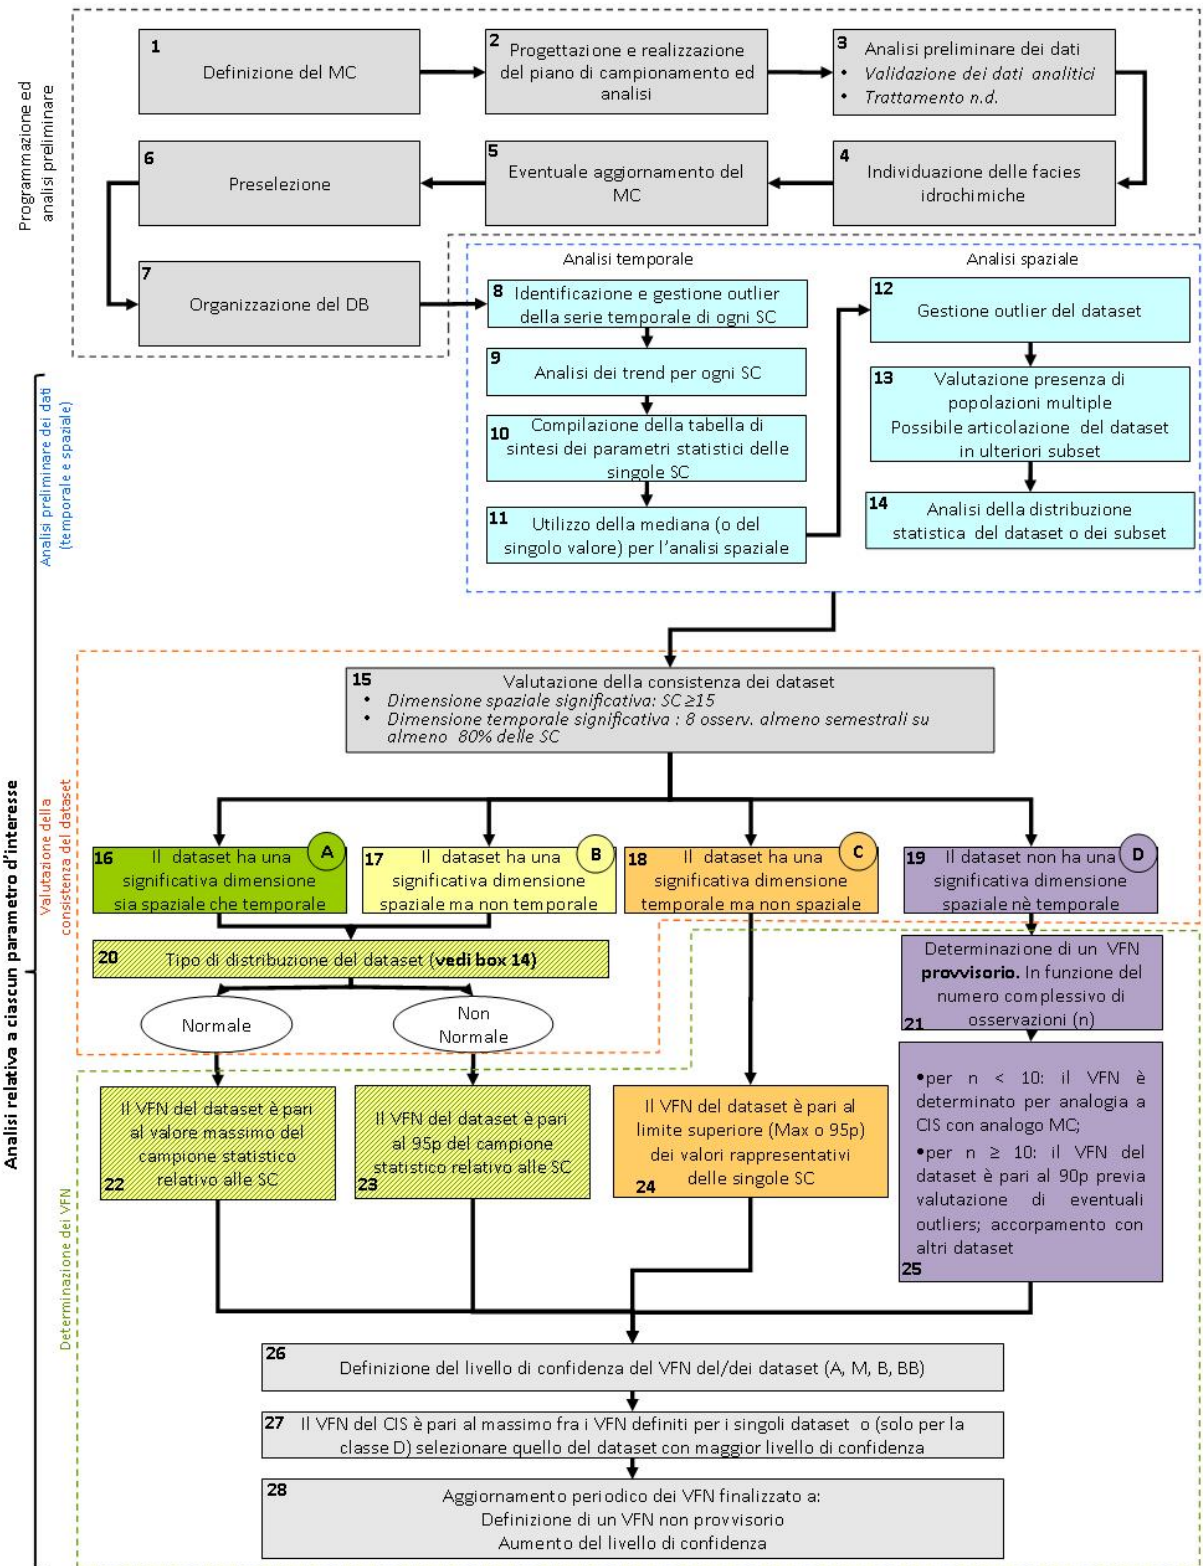 Programmazione ed
analisi preliminare
1
Definizione del MC
2
Progettazione e realizzazione
del piano di campionamento ed
analisi
3
Analisi preliminare dei dati
• Validazione dei dati analitici
• Trattamento n.d.
6
Preselezione
5
Eventuale aggiornamento del
MC
4
Individuazione delle facies
idrochimiche
7
Organizzazione del DB
Analisi relativa a ciascun parametro d'interesse
Analisi preliminare dei dati
(temporale e spaziale)
Analisi temporale
8
Identificazione e gestione outlier
della serie temporale di ogni SC
9
Analisi dei trend per ogni SC
10
Compilazione della tabella di
sintesi dei parametri statistici delle
singole SC
11
Utilizzo della mediana (o del
singolo valore) per l'analisi spaziale
Analisi spaziale
12
Gestione outlier del dataset
13
Valutazione presenza di
popolazioni multiple
Possibile articolazione del dataset
in ulteriori subset
14
Analisi della distribuzione
statistica del dataset o dei subset
Valutazione della
consistenza del dataset
15
Valutazione della consistenza dei dataset
• Dimensione spaziale significativa: SC ≥15
• Dimensione temporale significativa : 8 osserv. almeno semestrali su
almeno 80% delle SC
16
A
Il dataset ha una
significativa dimensione
sia spaziale che temporale
17
B
Il dataset ha una
significativa dimensione
spaziale ma non temporale
18
C
Il dataset ha una
significativa dimensione
temporale ma non spaziale
19
D
Il dataset non ha una
significativa dimensione
spaziale nè temporale
20
Tipo di distribuzione del dataset (vedi box 14)
Normale
Non
Normale
Determinazione di un VFN
provvisorio. In funzione del
numero complessivo di
osservazioni (n)
21
Determinazione dei VFN
Il VFN del dataset è pari
al valore massimo del
campione statistico
relativo alle SC
22
Il VFN del dataset è pari
al 95p del campione
statistico relativo alle SC
23
Il VFN del dataset è pari al
limite superiore (Max o 95p)
dei valori rappresentativi
delle singole SC
24
•per n < 10: il VFN è
determinato per analogia a
CIS con analogo MC;
•per n ≥ 10: il VFN del
dataset è pari al 90p previa
valutazione di eventuali
outliers; accorpamento con
altri dataset
25
26
Definizione del livello di confidenza del VFN del/dei dataset (A, M, B, BB)
27
Il VFN del CIS è pari al massimo fra i VFN definiti per i singoli dataset o (solo per la
classe D) selezionare quello del dataset con maggior livello di confidenza
28
Aggiornamento periodico dei VFN finalizzato a:
Definizione di un VFN non provvisorio
Aumento del livello di confidenza